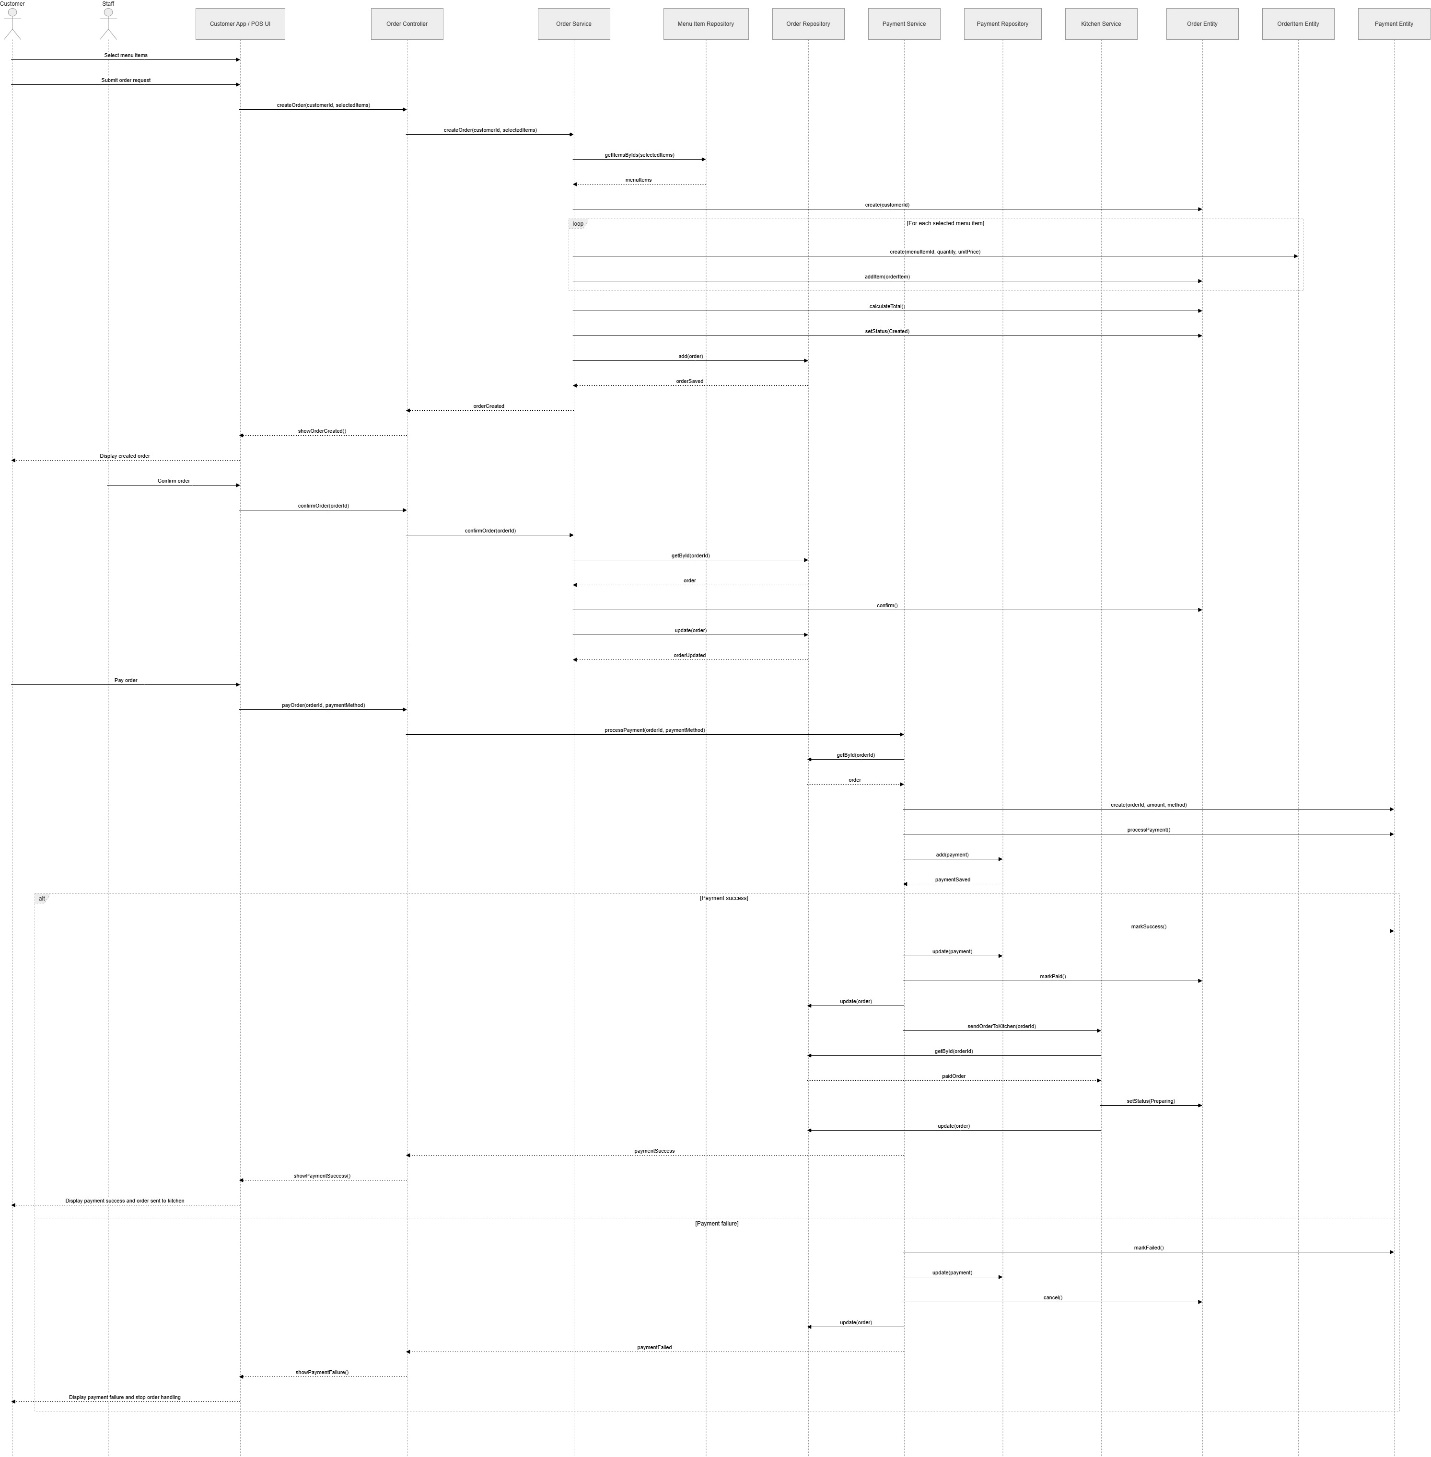 Customer
Staff
Customer App / POS UI
Order Controller
Order Service
Menu Item Repository
Order Repository
Payment Service
Payment Repository
Kitchen Service
Order Entity
OrderItem Entity
Payment Entity
Select menu items
Submit order request
createOrder(customerId, selectedItems)
createOrder(customerId, selectedItems)
getItemsByIds(selectedItems)
menuItems
create(customerId)
loop
[For each selected menu item]
create(menuItemId, quantity, unitPrice)
addItem(orderItem)
calculateTotal()
setStatus(Created)
add(order)
orderSaved
orderCreated
showOrderCreated()
Display created order
Confirm order
confirmOrder(orderId)
confirmOrder(orderId)
getById(orderId)
order
confirm()
update(order)
orderUpdated
Pay order
payOrder(orderId, paymentMethod)
processPayment(orderId, paymentMethod)
getById(orderId)
order
create(orderId, amount, method)
processPayment()
add(payment)
paymentSaved
alt
[Payment success]
markSuccess()
update(payment)
markPaid()
update(order)
sendOrderToKitchen(orderId)
getById(orderId)
paidOrder
setStatus(Preparing)
update(order)
paymentSuccess
showPaymentSuccess()
Display payment success and order sent to kitchen
[Payment failure]
markFailed()
update(payment)
cancel()
update(order)
paymentFailed
showPaymentFailure()
Display payment failure and stop order handling